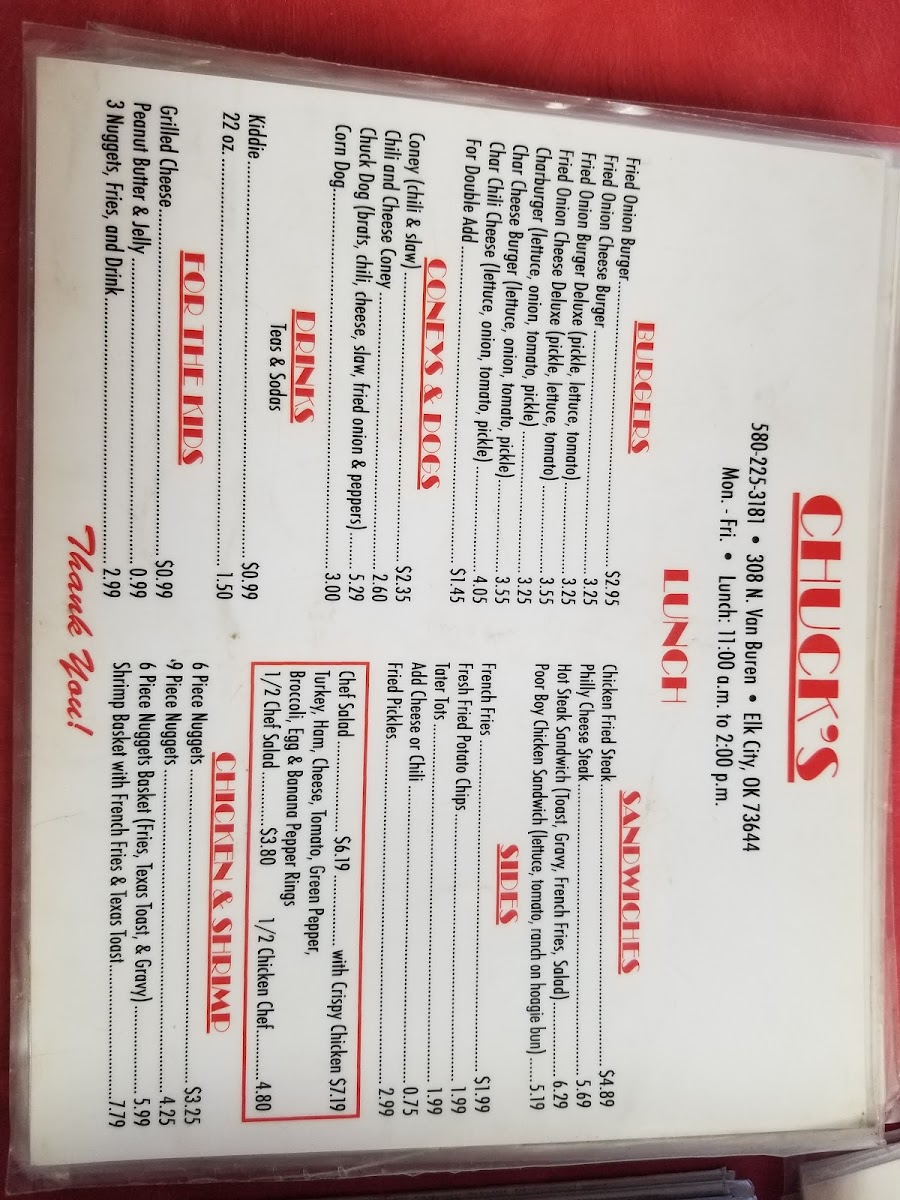 CHUCK'S
580-225-3181 • 308 N. Van Buren • Elk City, OK 73644
Mon. - Fri. • Lunch: 11:00 a.m. to 2:00 p.m.
LUNCH
BURGERS
Fried Onion Burger.......... $2.95
Fried Onion Cheese Burger.......... 3.25
Fried Onion Burger Deluxe (pickle, lettuce, tomato).......... 3.25
Fried Onion Cheese Deluxe (pickle, lettuce, tomato).......... 3.55
Charburger (lettuce, onion, tomato, pickle).......... 3.25
Char Cheese Burger (lettuce, onion, tomato, pickle).......... 3.55
Char Chili Cheese (lettuce, onion, tomato, pickle).......... 4.05
For Double Add.......... $1.45
CONEYS & DOGS
Coney (chili & slaw).......... $2.35
Chili and Cheese Coney.......... 2.60
Chuck Dog (brats, chili, cheese, slaw, fried onion & peppers).......... 5.29
Corn Dog.......... 3.00
DRINKS
Teas & Sodas
Kiddie.......... $0.99
22 oz.......... 1.50
FOR THE KIDS
Grilled Cheese.......... $0.99
Peanut Butter & Jelly.......... 0.99
3 Nuggets, Fries, and Drink.......... 2.99
SANDWICHES
Chicken Fried Steak.......... $4.89
Philly Cheese Steak.......... 5.69
Hot Steak Sandwich (Toast, Gravy, French Fries, Salad).......... 6.29
Poor Boy Chicken Sandwich (lettuce, tomato, ranch on hoagie bun)..... 5.19
SIDES
French Fries.......... $1.99
Fresh Fried Potato Chips.......... 1.99
Tater Tots.......... 1.99
Add Cheese or Chili.......... 0.75
Fried Pickles.......... 2.99
Chef Salad.......... $6.19 .......... with Crispy Chicken $7.19
Turkey, Ham, Cheese, Tomato, Green Pepper,
Broccoli, Egg & Banana Pepper Rings
1/2 Chef Salad.......... $3.80 1/2 Chicken Chef.......... 4.80
CHICKEN & SHRIMP
6 Piece Nuggets.......... $3.25
9 Piece Nuggets.......... 4.25
6 Piece Nuggets Basket (Fries, Texas Toast, & Gravy).......... 5.99
Shrimp Basket with French Fries & Texas Toast.......... 7.79
Thank You!